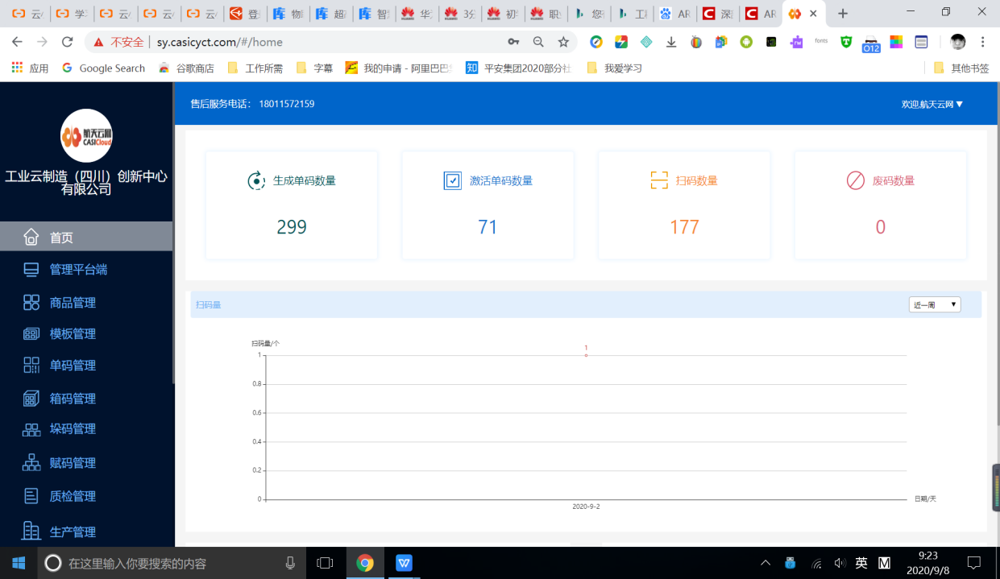 云
学
云
云
云
登
库 物
库 超
库 智
华
3分
初
职
您
工
AR
深
AR
不安全 sy.casicyct.com/#/home
fonts
O12
应用 Google Search 谷歌商店 工作所需 字幕 我的申请 - 阿里巴巴 知 平安集团2020部分社 我爱学习 其他书签
航天云网
CASICloud
工业云制造（四川）创新中心
有限公司
首页
管理平台端
商品管理
模板管理
单码管理
箱码管理
垛码管理
赋码管理
质检管理
生产管理
售后服务电话： 18011572159
欢迎,航天云网▼
生成单码数量
299
激活单码数量
71
扫码数量
177
废码数量
0
扫码量
近一周
扫码量/个
1
1
0.8
0.6
0.4
0.2
0
2020-9-2
日期/天
在这里输入你要搜索的内容
英
M
9:23
2020/9/8